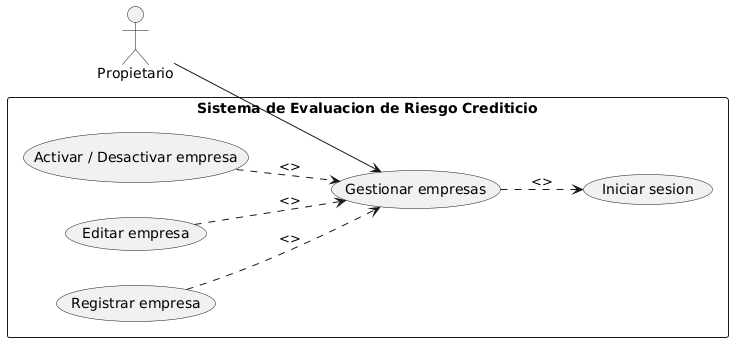 Propietario
Sistema de Evaluacion de Riesgo Crediticio
Activar / Desactivar empresa
<>
Gestionar empresas
<>
Iniciar sesion
<>
Editar empresa
<>
Registrar empresa